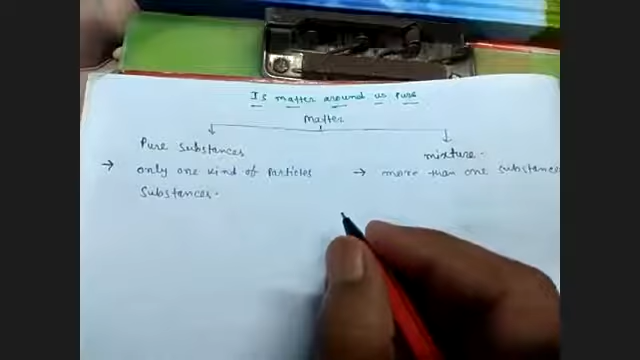 Is matter around us Pure
Matter
Pure Substances
mixture.
→ only one kind of Particles
→ more than one substance
Substances.